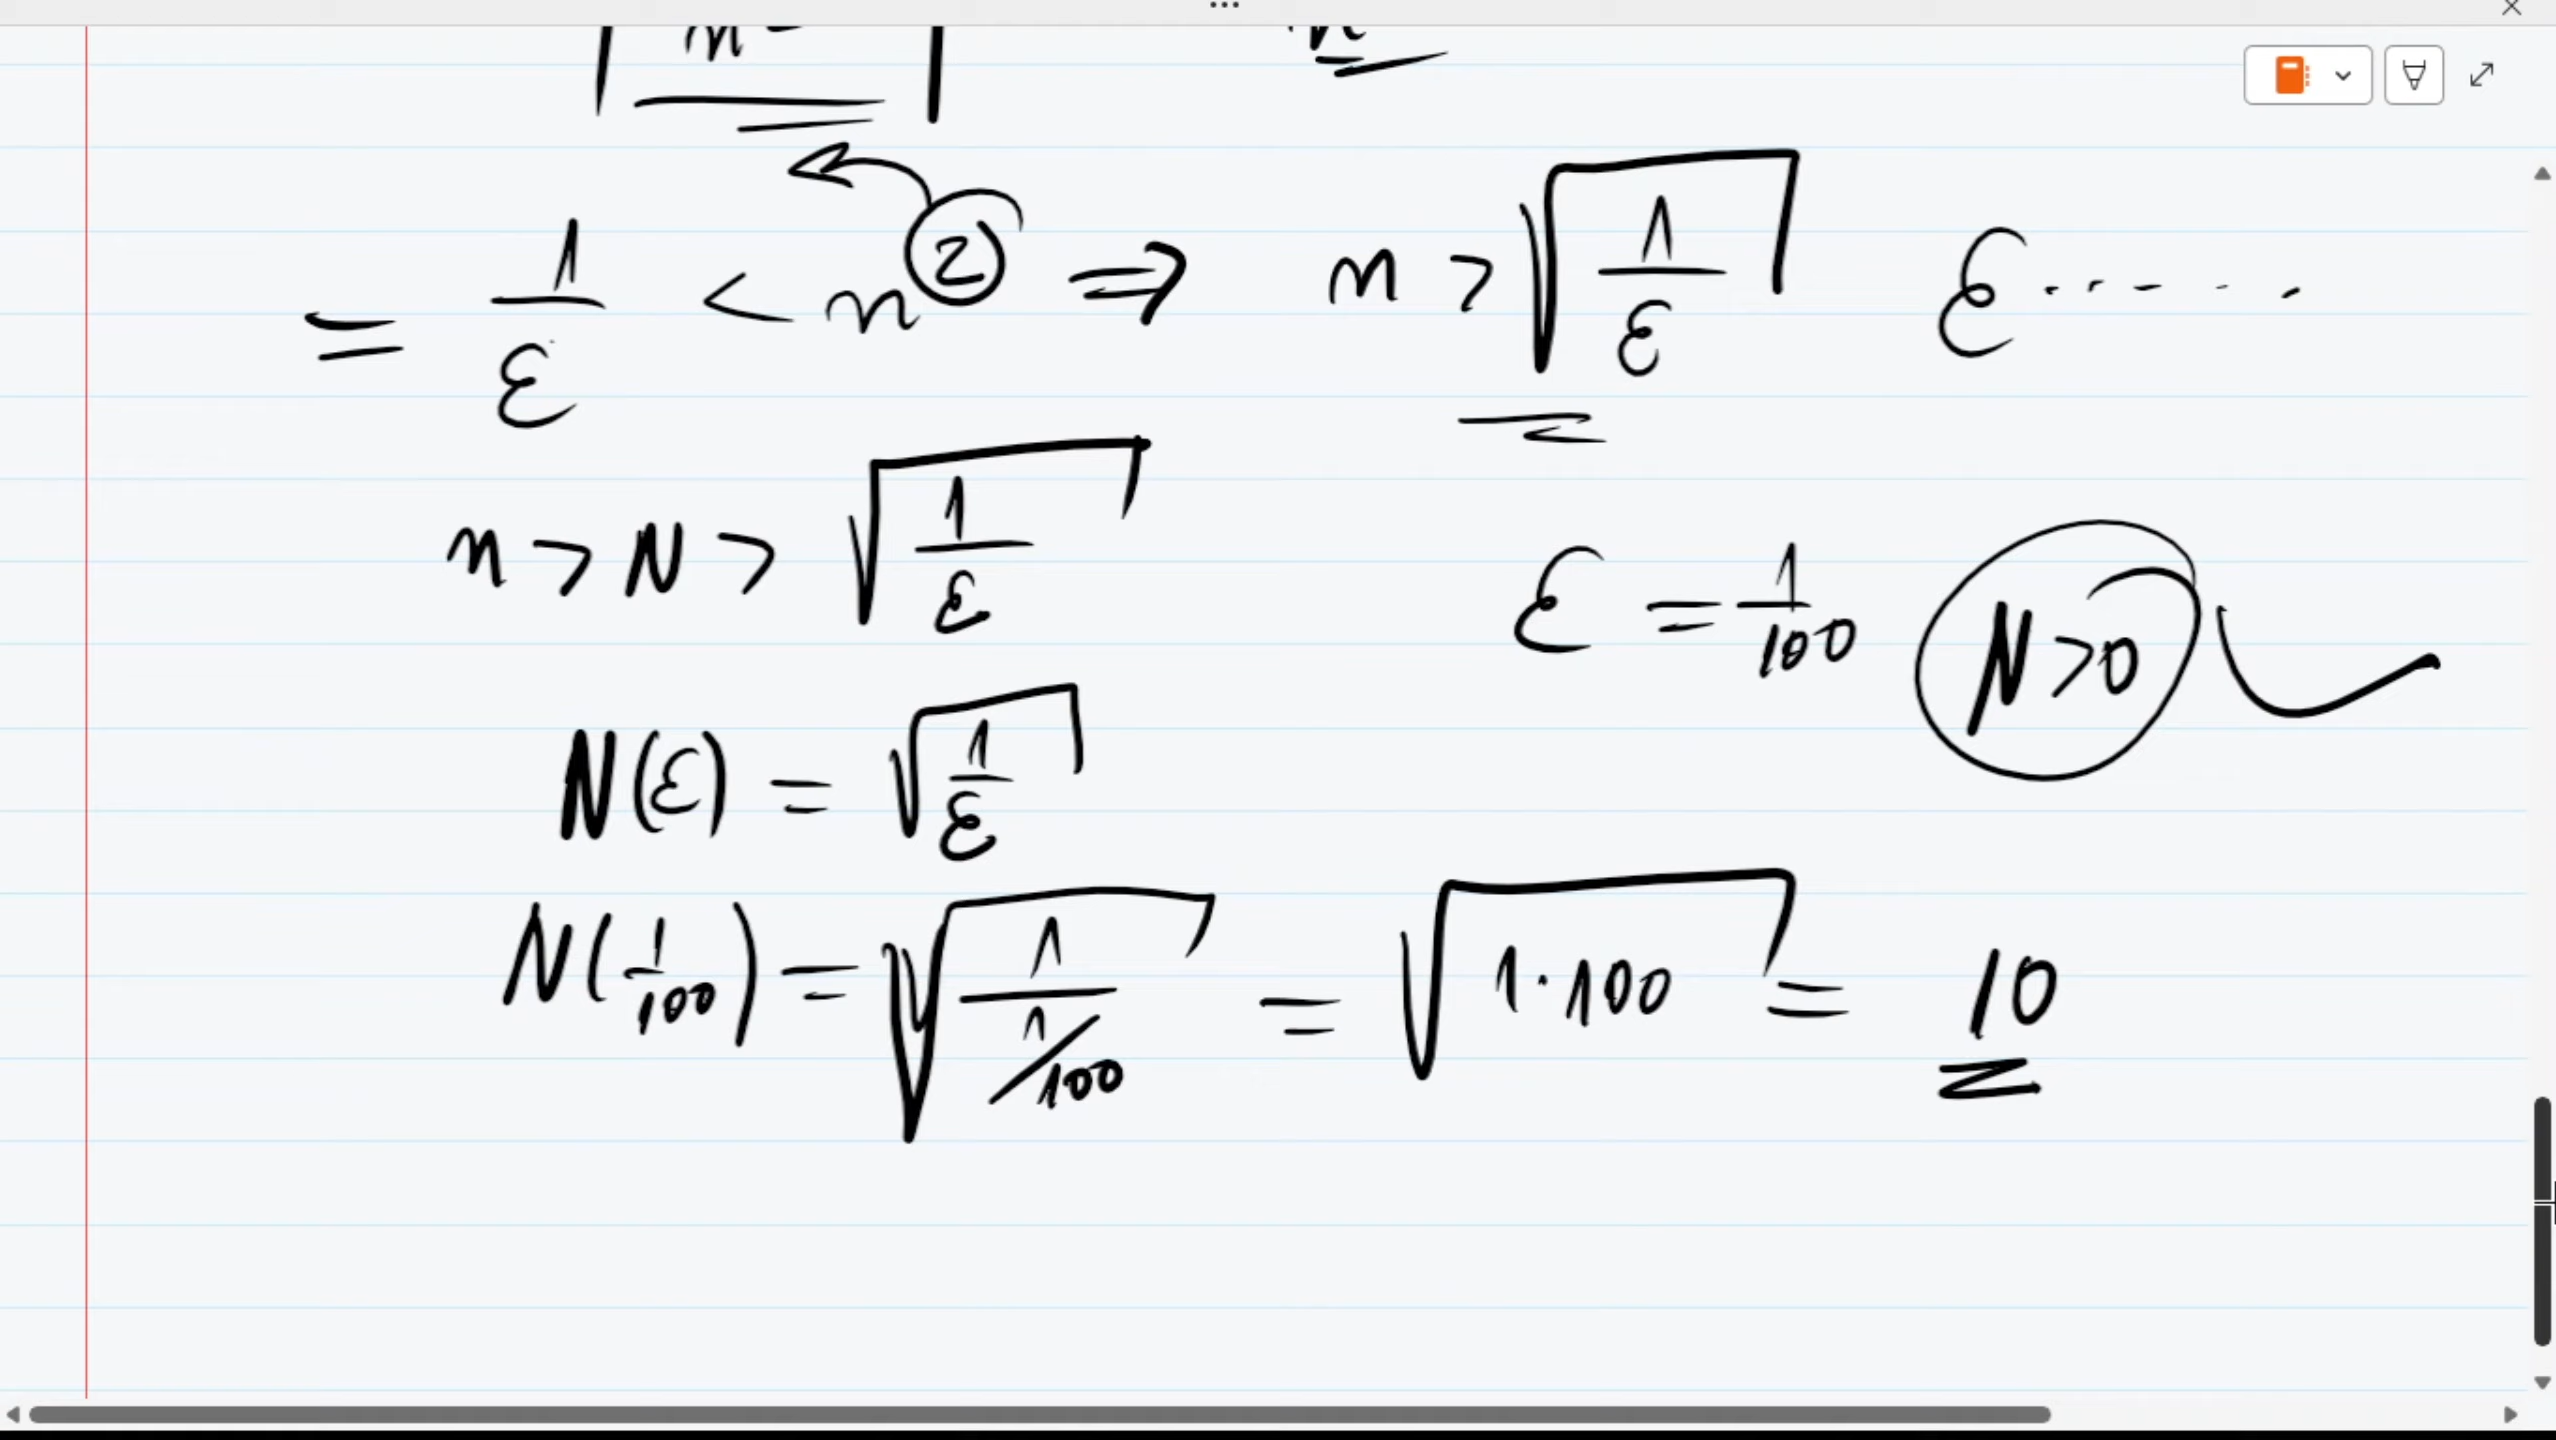 = 1/ε < n² ⇒ n > √(1/ε) ε.....
n > N > √(1/ε)
ε = 1/100 N>0
N(ε) = √(1/ε)
N(1/100) = √(1/(1/100)) = √(1·100) = 10